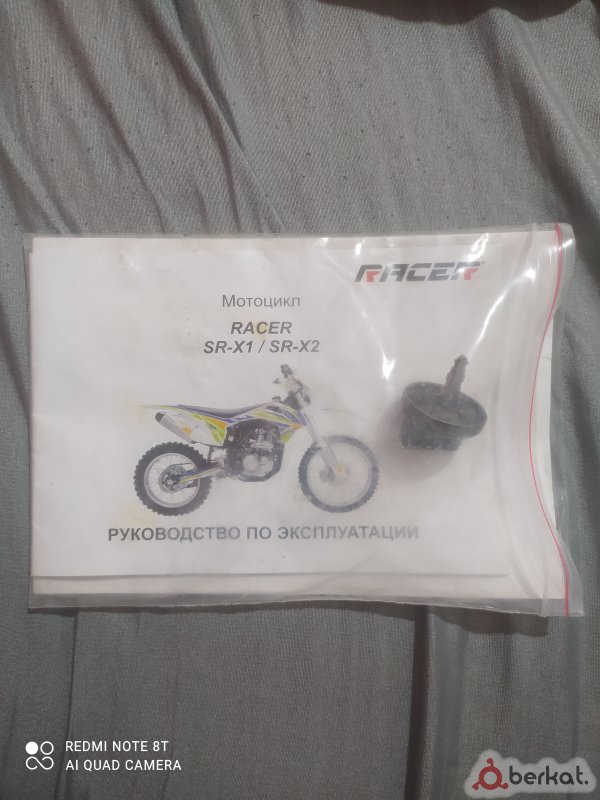 RACER
Мотоцикл
RACER
SR-X1 / SR-X2
РУКОВОДСТВО ПО ЭКСПЛУАТАЦИИ
REDMI NOTE 8T
AI QUAD CAMERA
berkat.